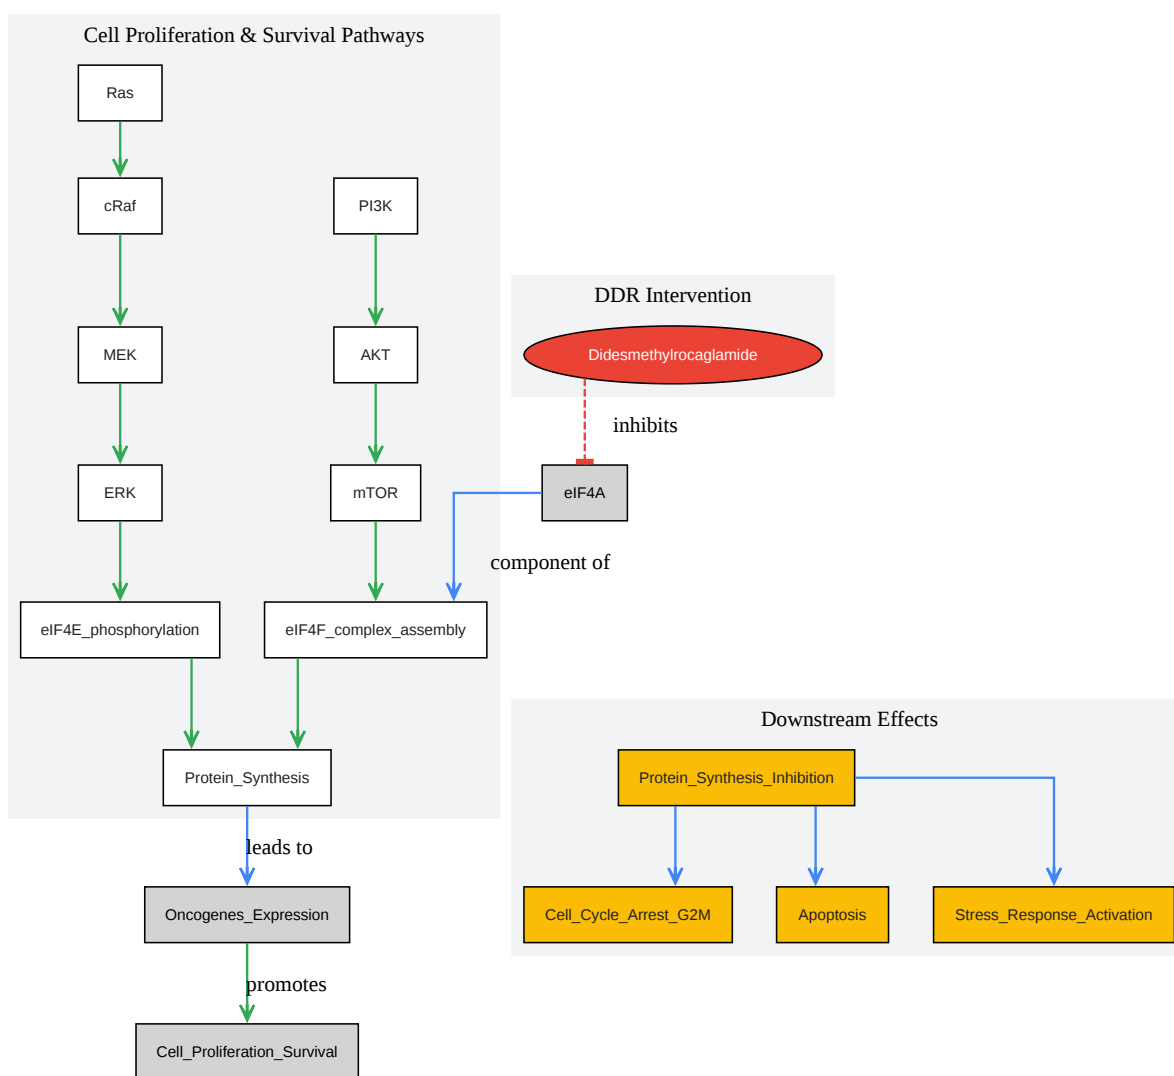 Cell Proliferation & Survival Pathways
Ras
cRaf
PI3K
DDR Intervention
MEK
AKT
Didesmethylrocaglamide
inhibits
ERK
mTOR
eIF4A
component of
eIF4E_phosphorylation
eIF4F_complex_assembly
Downstream Effects
Protein_Synthesis
Protein_Synthesis_Inhibition
leads to
Oncogenes_Expression
Cell_Cycle_Arrest_G2M
Apoptosis
Stress_Response_Activation
promotes
Cell_Proliferation_Survival